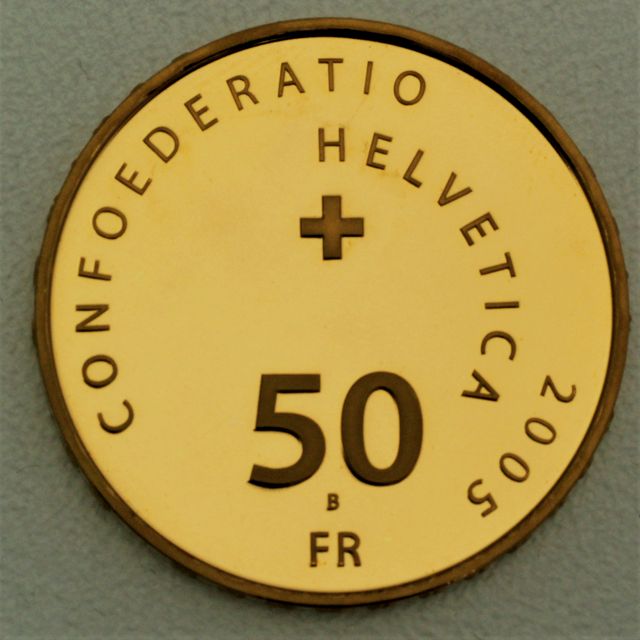 CONFOEDERATIO
HELVETICA
2005
50
B
FR